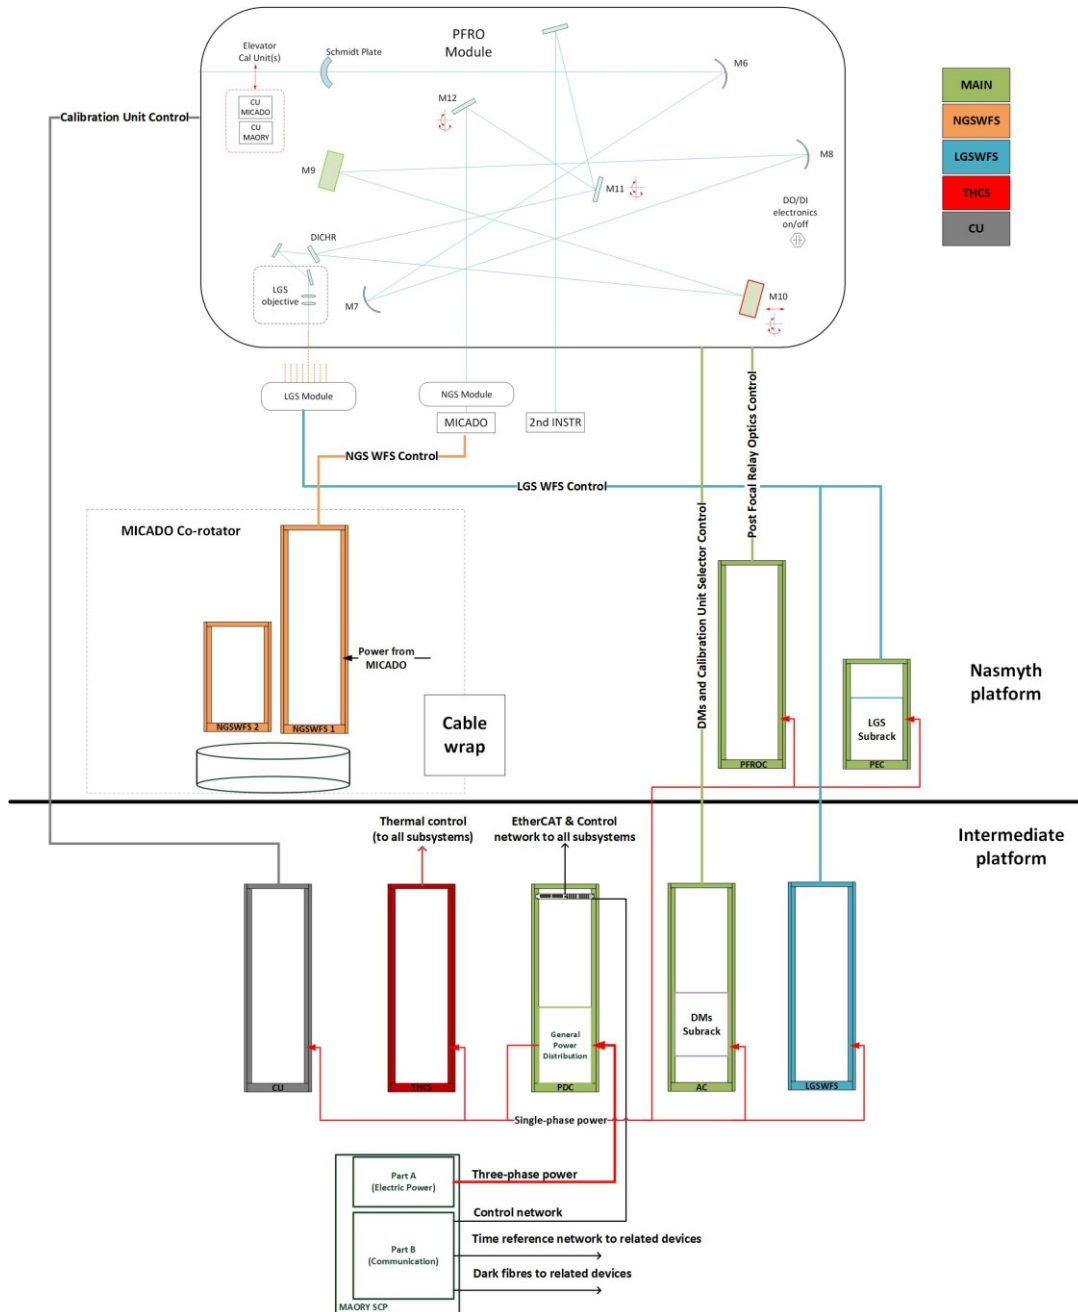 PFRO
Module
Elevator
Cal Unit(s)
Schmidt Plate
M6
CU
MICADO
CU
MAORY
M12
M9
M8
M11
DO/DI
electronics
on/off
DICHR
LGS
objective
M7
M10
MAIN
NGSWFS
LGSWFS
THCS
CU
Calibration Unit Control
LGS Module
NGS Module
MICADO
2nd INSTR
NGS WFS Control
LGS WFS Control
DMs and Calibration Unit Selector Control
Post Focal Relay Optics Control
MICADO Co-rotator
Power from
MICADO
NGSWFS 2
NGSWFS 1
Cable
wrap
PFROC
LGS
Subrack
PEC
Nasmyth
platform
Intermediate
platform
Thermal control
(to all subsystems)
EtherCAT & Control
network to all subsystems
General
Power
Distribution
DMs
Subrack
CU
THCS
PDC
AC
LGSWFS
Single-phase power
Part A
(Electric Power)
Three-phase power
Control network
Part B
(Communication)
Time reference network to related devices
Dark fibres to related devices
MAORY SCP